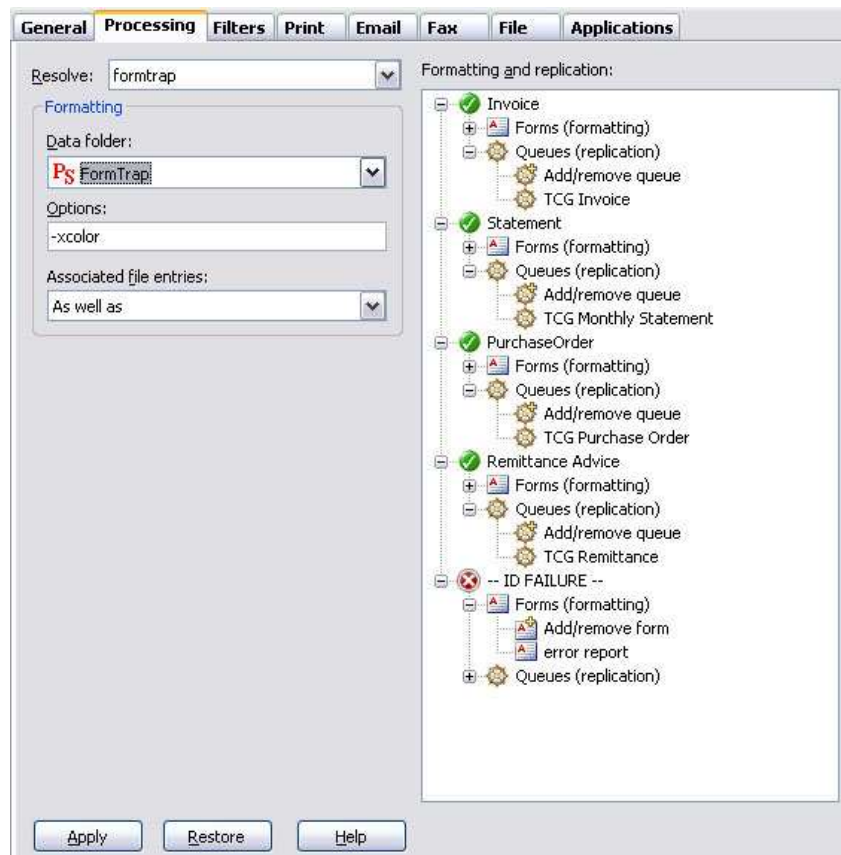 General Processing Filters Print Email Fax File Applications
Resolve: formtrap
Formatting
Data folder:
PS FormTrap
Options:
-xcolor
Associated file entries:
As well as
Apply Restore Help
Formatting and replication:
Invoice
Forms (formatting)
Queues (replication)
Add/remove queue
TCG Invoice
Statement
Forms (formatting)
Queues (replication)
Add/remove queue
TCG Monthly Statement
PurchaseOrder
Forms (formatting)
Queues (replication)
Add/remove queue
TCG Purchase Order
Remittance Advice
Forms (formatting)
Queues (replication)
Add/remove queue
TCG Remittance
-- ID FAILURE --
Forms (formatting)
Add/remove form
error report
Queues (replication)